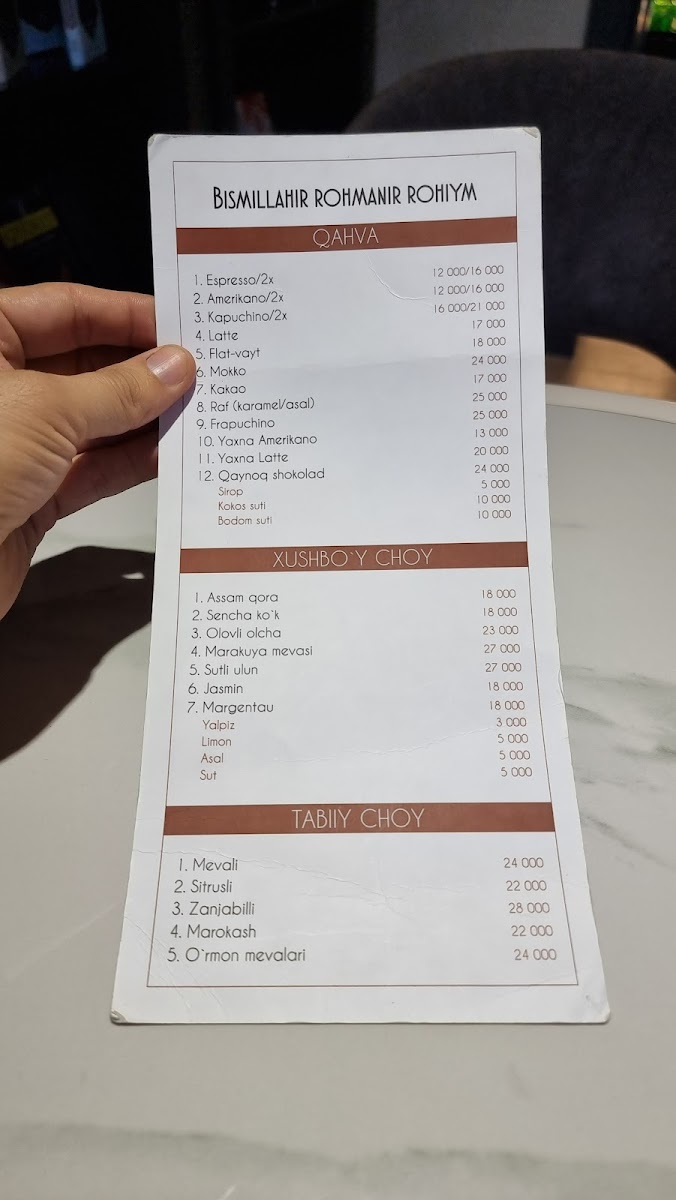 BISMILLAHIR ROHMANIR ROHIYM
QAHVA
1. Espresso/2x 12 000/16 000
2. Amerikano/2x 12 000/16 000
3. Kapuchino/2x 16 000/21 000
4. Latte 17 000
5. Flat-vayt 18 000
6. Mokko 24 000
7. Kakao 17 000
8. Raf (karamel/asal) 25 000
9. Frapuchino 25 000
10. Yaxna Amerikano 13 000
11. Yaxna Latte 20 000
12. Qaynoq shokolad 24 000
Sirop 5 000
Kokos suti 10 000
Bodom suti 10 000
XUSHBO`Y CHOY
1. Assam qora 18 000
2. Sencha ko`k 18 000
3. Olovli olcha 23 000
4. Marakuya mevasi 27 000
5. Sutli ulun 27 000
6. Jasmin 18 000
7. Margentau 18 000
Yalpiz 3 000
Limon 5 000
Asal 5 000
Sut 5 000
TABIIY CHOY
1. Mevali 24 000
2. Sitrusli 22 000
3. Zanjabilli 28 000
4. Marokash 22 000
5. O`rmon mevalari 24 000